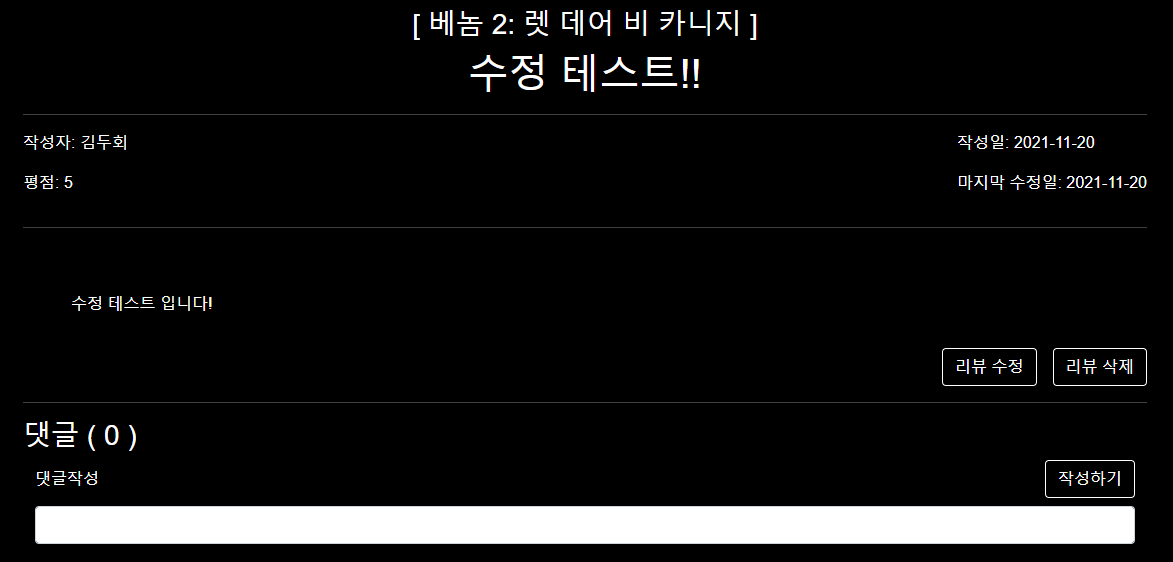 [ 베놈 2: 렛 데어 비 카니지 ]
수정 테스트!!
작성자: 김두회
작성일: 2021-11-20
평점: 5
마지막 수정일: 2021-11-20
수정 테스트 입니다!
리뷰 수정
리뷰 삭제
댓글 ( 0 )
댓글작성
작성하기